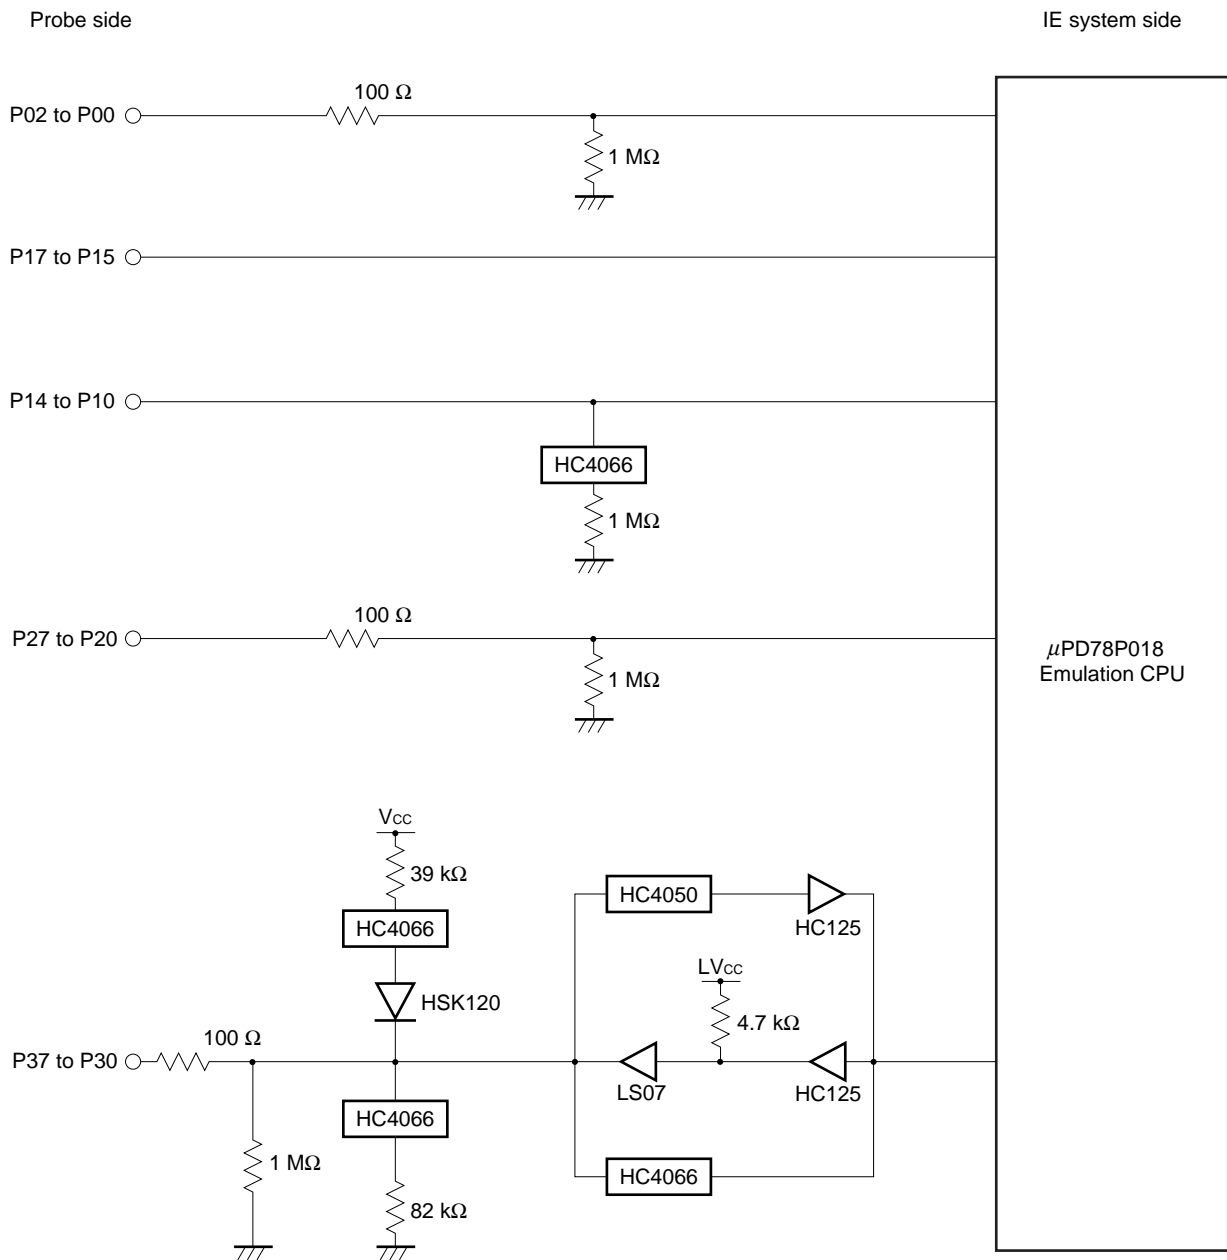 Probe side
IE system side
100 Ω
P02 to P00
1 MΩ
P17 to P15
P14 to P10
HC4066
1 MΩ
100 Ω
P27 to P20
1 MΩ
μPD78P018
Emulation CPU
VCC
39 kΩ
HC4066
HSK120
HC4050
HC125
LVCC
4.7 kΩ
100 Ω
P37 to P30
LS07
HC125
HC4066
1 MΩ
HC4066
82 kΩ